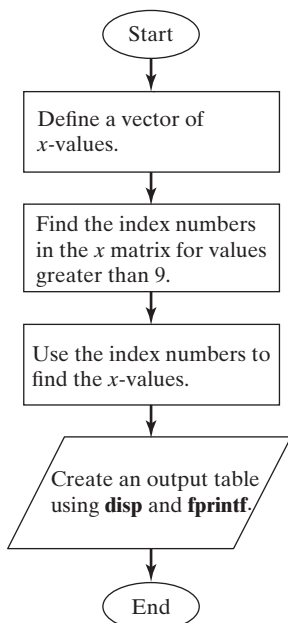 Start
Define a vector of
x-values.
Find the index numbers
in the x matrix for values
greater than 9.
Use the index numbers to
find the x-values.
Create an output table
using disp and fprintf.
End